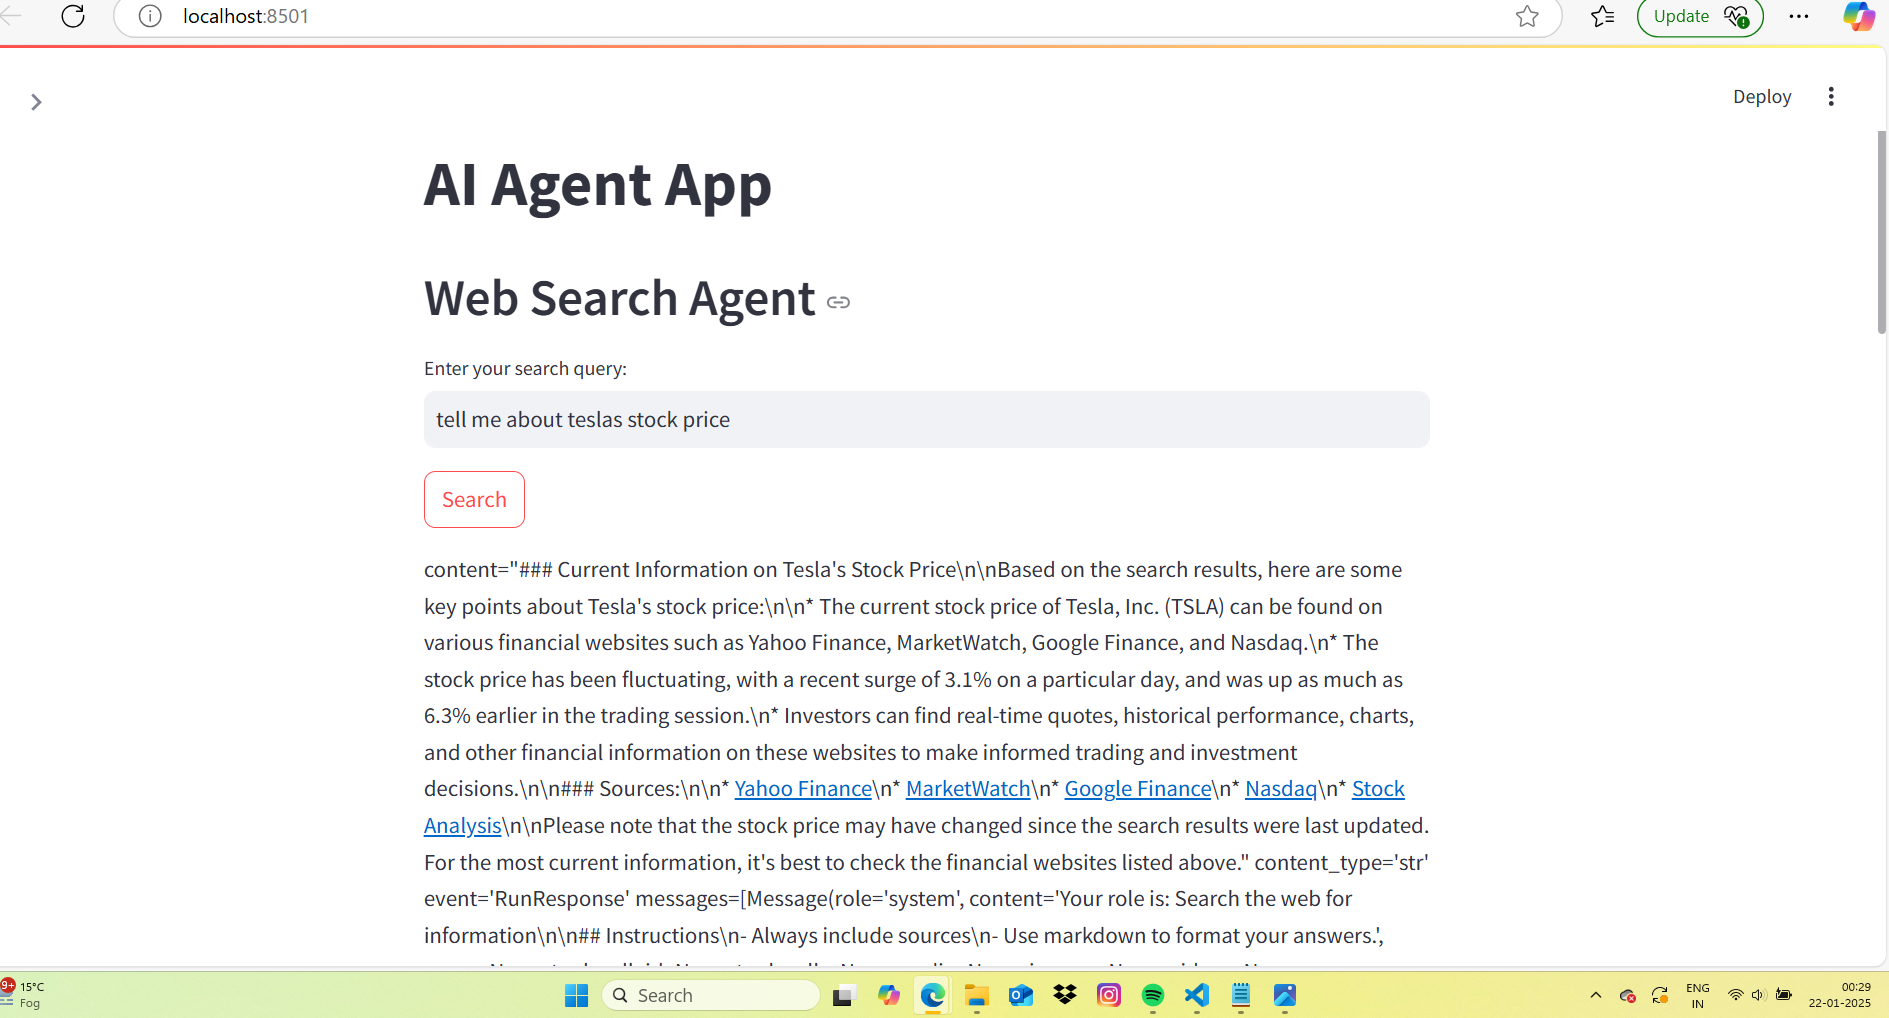 localhost:8501
Update
Deploy
AI Agent App
Web Search Agent
Enter your search query:
tell me about teslas stock price
Search
content="### Current Information on Tesla's Stock Price\n\nBased on the search results, here are some
key points about Tesla's stock price:\n\n* The current stock price of Tesla, Inc. (TSLA) can be found on
various financial websites such as Yahoo Finance, MarketWatch, Google Finance, and Nasdaq.\n* The
stock price has been fluctuating, with a recent surge of 3.1% on a particular day, and was up as much as
6.3% earlier in the trading session.\n* Investors can find real-time quotes, historical performance, charts,
and other financial information on these websites to make informed trading and investment
decisions.\n\n### Sources:\n\n* Yahoo Finance\n* MarketWatch\n* Google Finance\n* Nasdaq\n* Stock
Analysis\n\nPlease note that the stock price may have changed since the search results were last updated.
For the most current information, it's best to check the financial websites listed above." content_type='str'
event='RunResponse' messages=[Message(role='system', content='Your role is: Search the web for
information\n\n## Instructions\n- Always include sources\n- Use markdown to format your answers.',
9+
15°C
Fog
Search
ENG
IN
00:29
22-01-2025